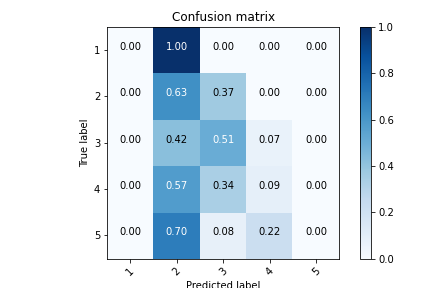 Confusion matrix
1.0
1 0.00 1.00 0.00 0.00 0.00
0.8
2 0.00 0.63 0.37 0.00 0.00
0.6
True label
3 0.00 0.42 0.51 0.07 0.00
0.4
4 0.00 0.57 0.34 0.09 0.00
0.2
5 0.00 0.70 0.08 0.22 0.00
0.0
1 2 3 4 5
Predicted label